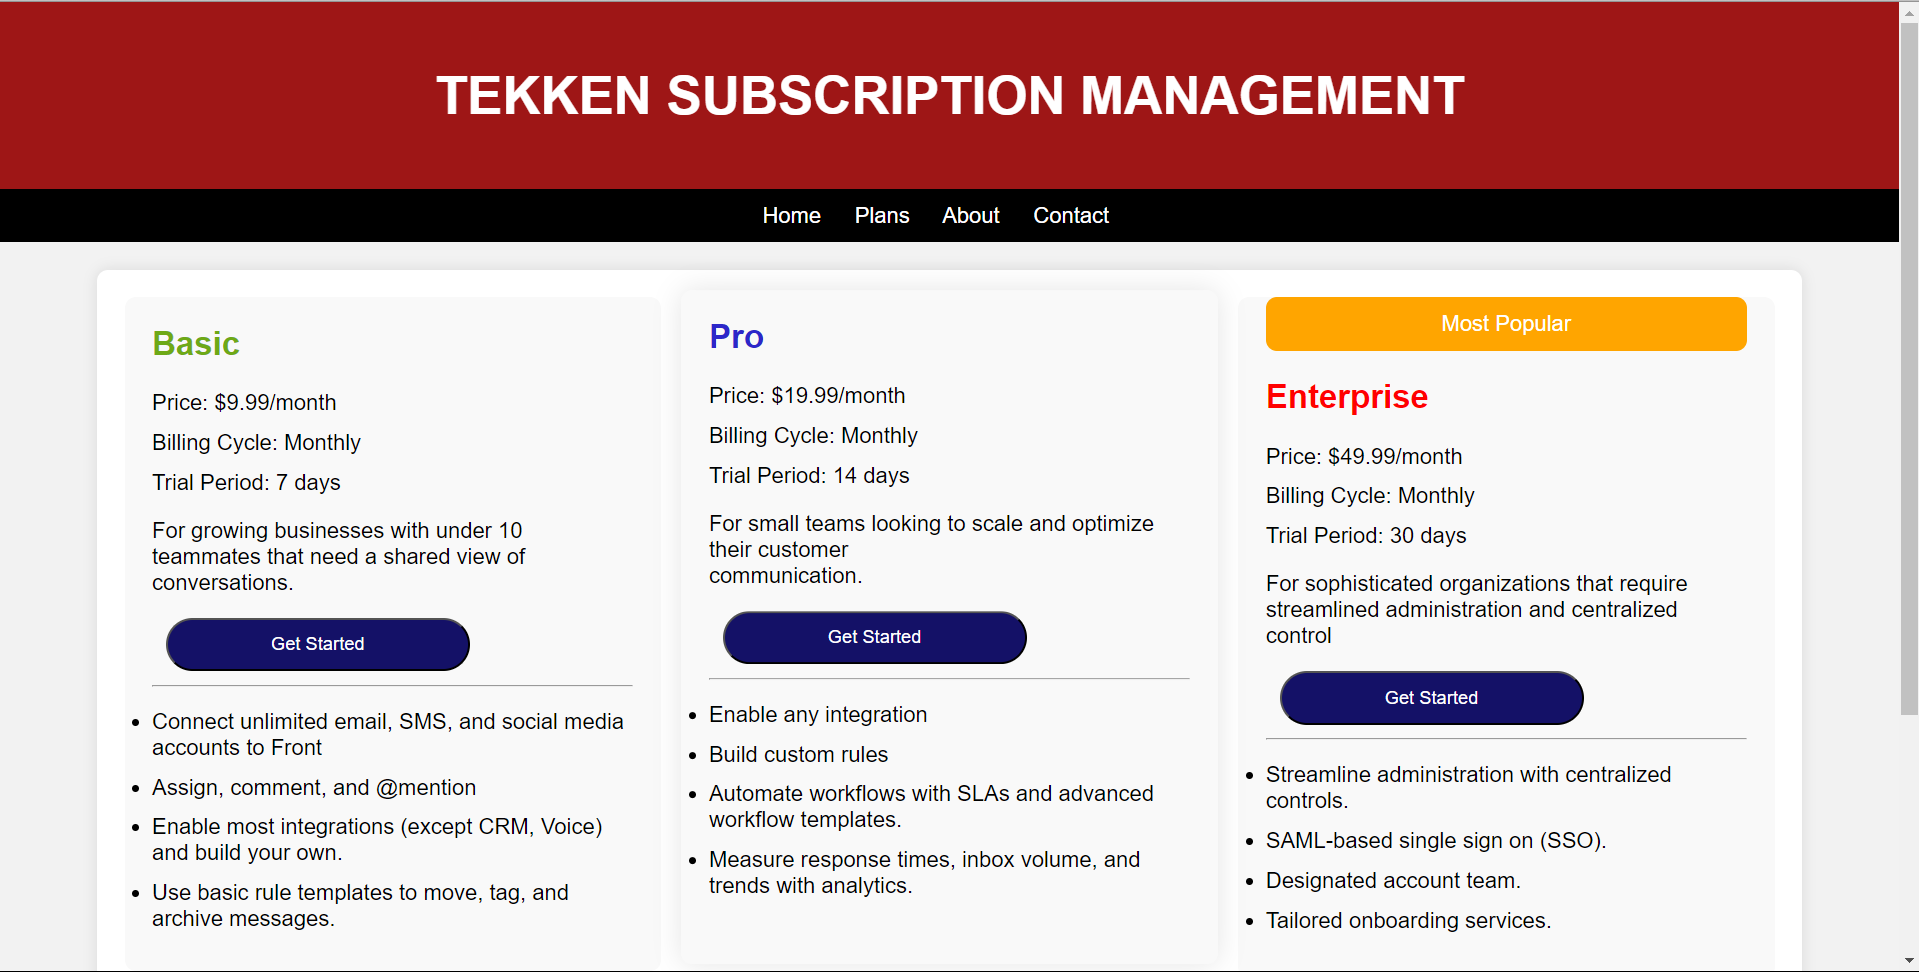 TEKKEN SUBSCRIPTION MANAGEMENT
Home Plans About Contact
Basic
Price: $9.99/month
Billing Cycle: Monthly
Trial Period: 7 days
For growing businesses with under 10
teammates that need a shared view of
conversations.
Get Started
Connect unlimited email, SMS, and social media
accounts to Front
Assign, comment, and @mention
Enable most integrations (except CRM, Voice)
and build your own.
Use basic rule templates to move, tag, and
archive messages.
Pro
Price: $19.99/month
Billing Cycle: Monthly
Trial Period: 14 days
For small teams looking to scale and optimize
their customer
communication.
Get Started
Enable any integration
Build custom rules
Automate workflows with SLAs and advanced
workflow templates.
Measure response times, inbox volume, and
trends with analytics.
Most Popular
Enterprise
Price: $49.99/month
Billing Cycle: Monthly
Trial Period: 30 days
For sophisticated organizations that require
streamlined administration and centralized
control
Get Started
Streamline administration with centralized
controls.
SAML-based single sign on (SSO).
Designated account team.
Tailored onboarding services.